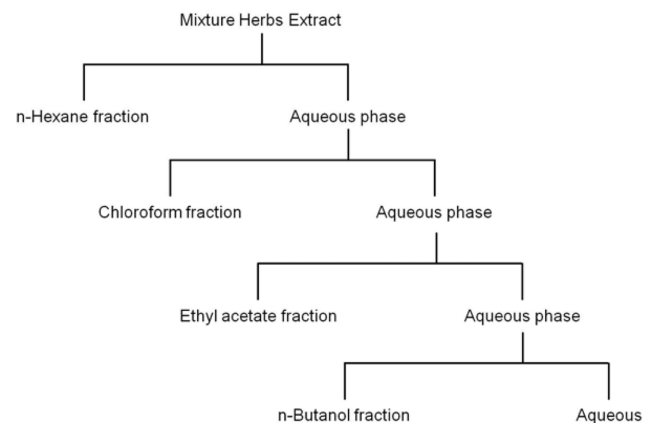 Mixture Herbs Extract
n-Hexane fraction
Aqueous phase
Chloroform fraction
Aqueous phase
Ethyl acetate fraction
Aqueous phase
n-Butanol fraction
Aqueous